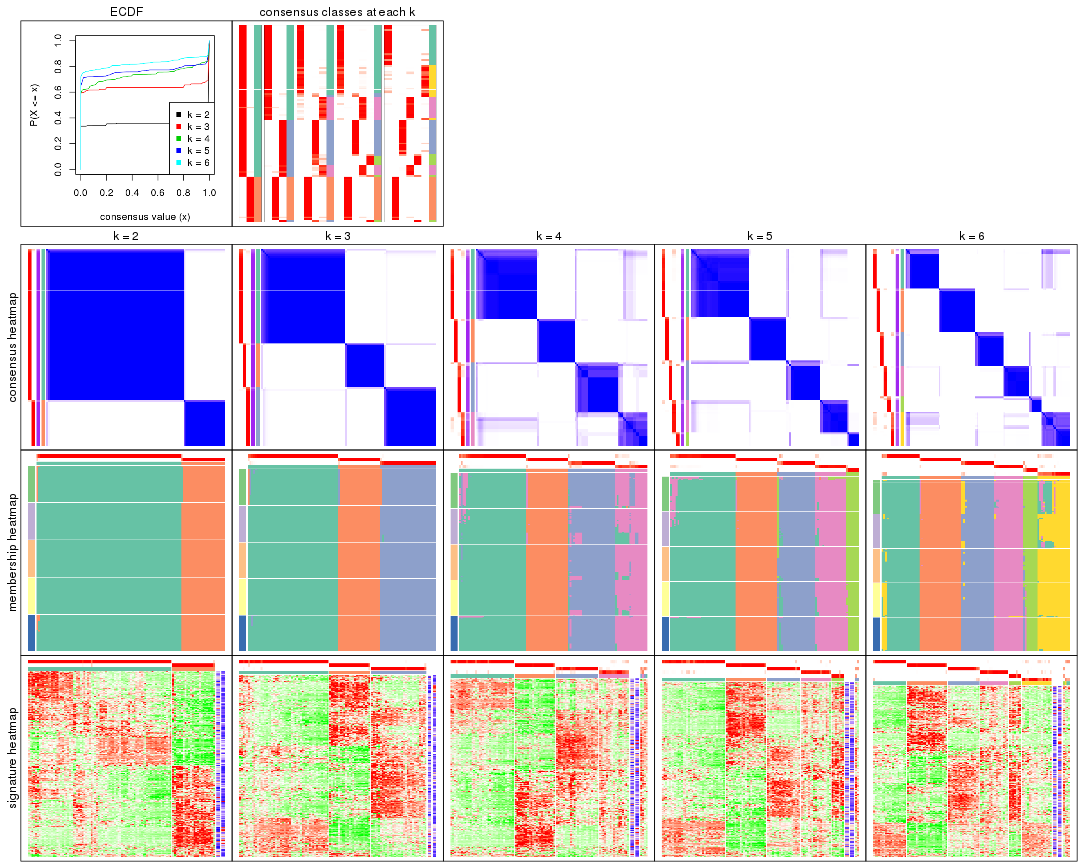 ECDF
consensus classes at each k
P(X <= x)
0.0
0.2
0.4
0.6
0.8
1.0
k = 2
k = 3
k = 4
k = 5
k = 6
0.0 0.2 0.4 0.6 0.8 1.0
consensus value (x)
k = 2
k = 3
k = 4
k = 5
k = 6
consensus heatmap
membership heatmap
signature heatmap